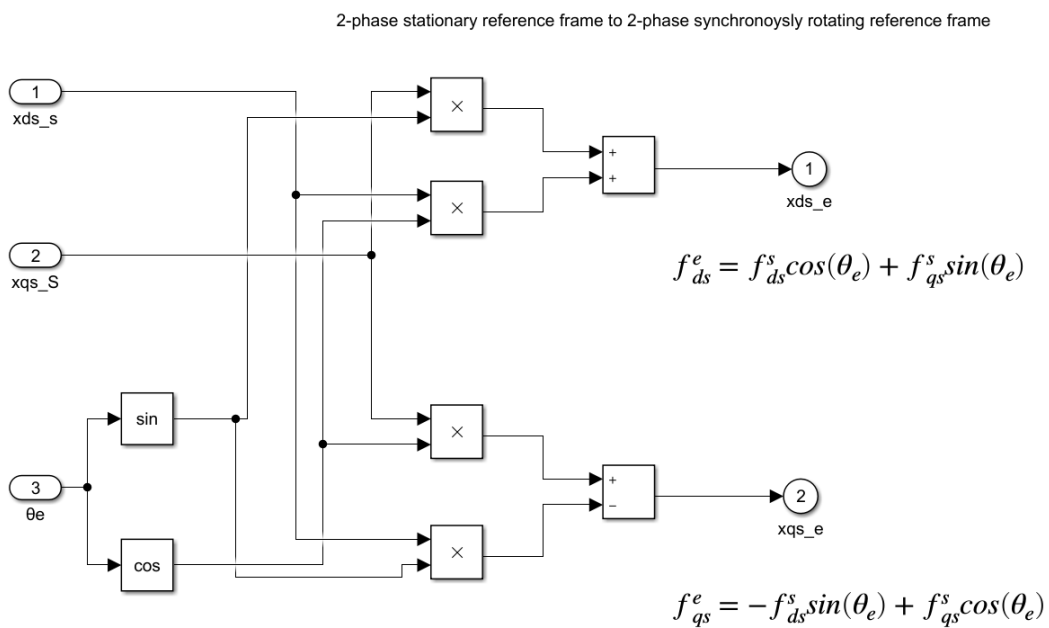 2-phase stationary reference frame to 2-phase synchronoysly rotating reference frame
1
xds_s
×
+
+
1
xds_e
×
2
xqs_S
f^e_ds = f^s_ds cos(θ_e) + f^s_qs sin(θ_e)
sin
×
+
−
2
xqs_e
3
θe
cos
×
f^e_qs = −f^s_ds sin(θ_e) + f^s_qs cos(θ_e)